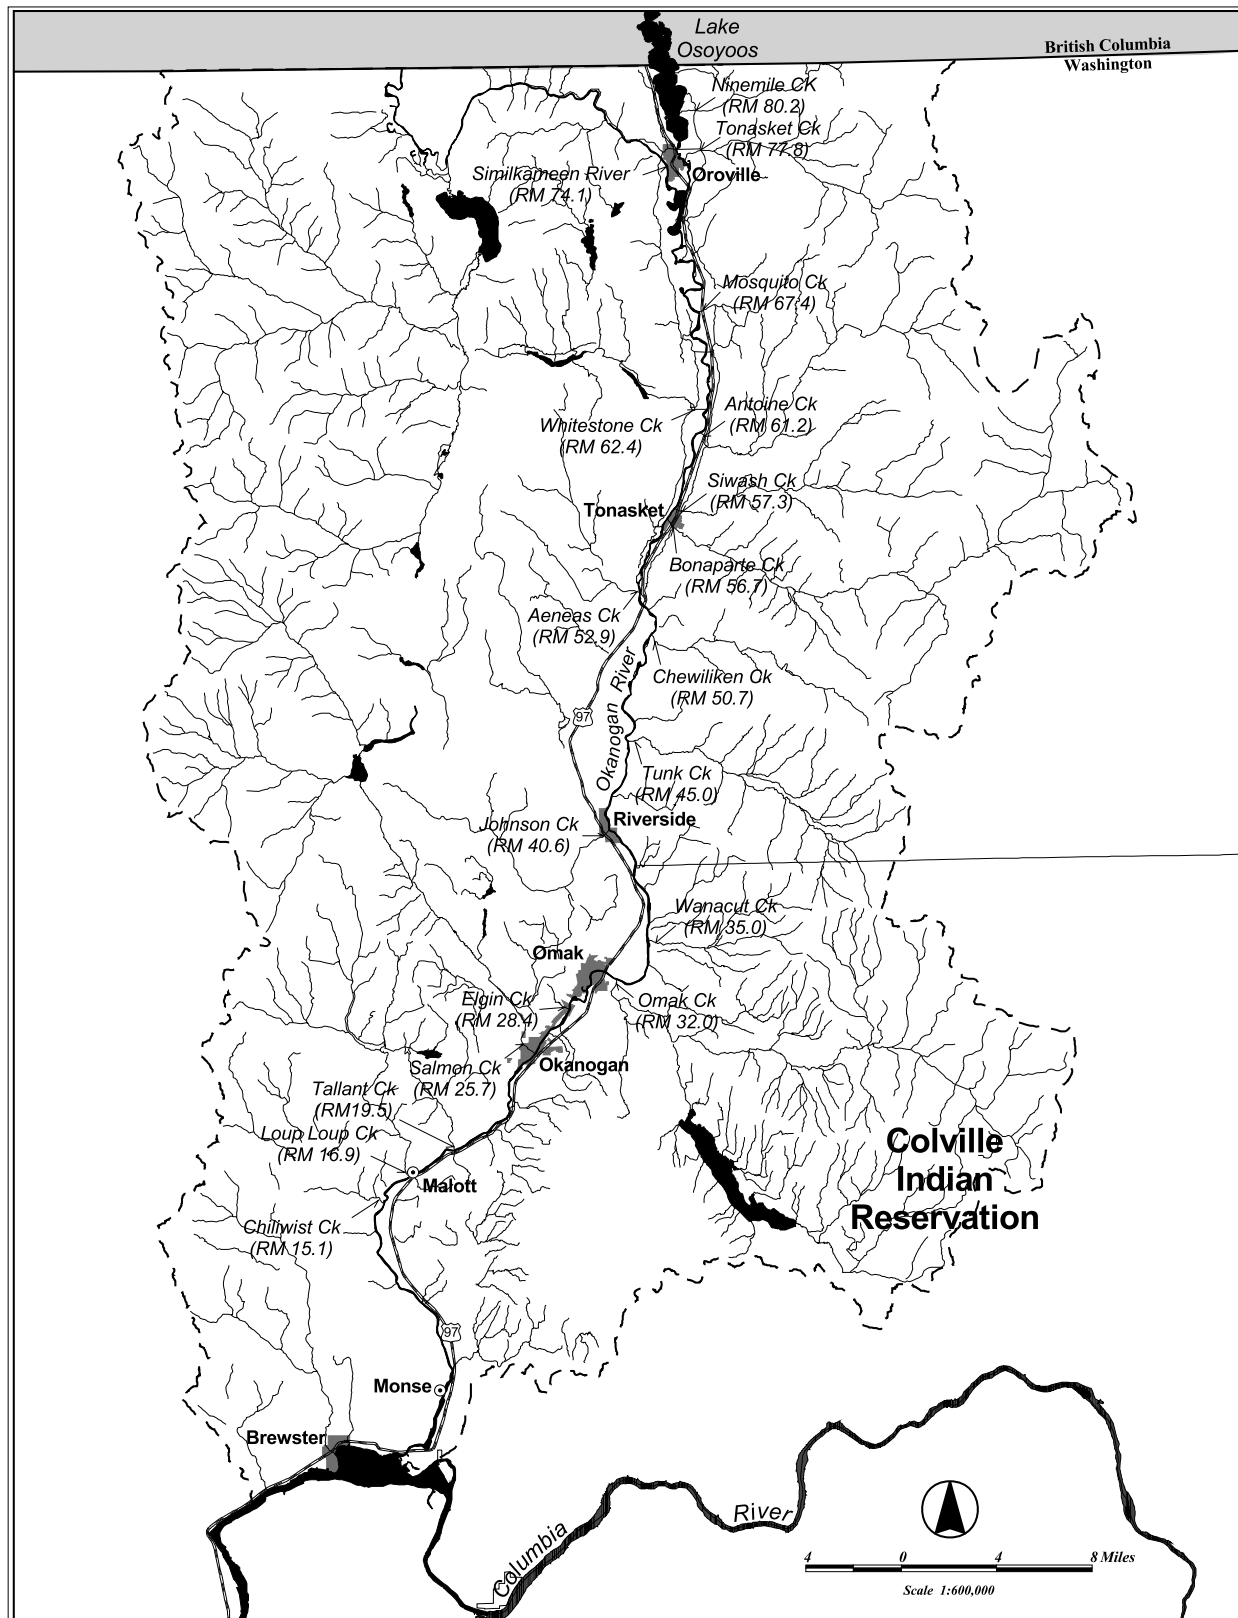 Lake
Osoyoos
British Columbia
Washington
Ninemile CK
(RM 80.2)
Tonasket Ck
(RM 77.8)
Similkameen River
(RM 74.1)
Oroville
Mosquito Ck
(RM 67.4)
Antoine Ck
(RM 61.2)
Whitestone Ck
(RM 62.4)
Siwash Ck
(RM 57.3)
Tonasket
Bonaparte Ck
(RM 56.7)
Aeneas Ck
(RM 52.9)
Chewiliken Ck
(RM 50.7)
Okanogan River
97
Tunk Ck
(RM 45.0)
Riverside
Johnson Ck
(RM 40.6)
Wanacut Ck
(RM 35.0)
Omak
Elgin Ck
(RM 28.4)
Omak Ck
(RM 32.0)
Okanogan
Salmon Ck
(RM 25.7)
Tallant Ck
(RM19.5)
Loup Loup Ck
(RM 16.9)
Malott
Colville
Indian
Reservation
Chiliwist Ck
(RM 15.1)
97
Monse
Brewster
Columbia River
4 0 4 8 Miles
Scale 1:600,000